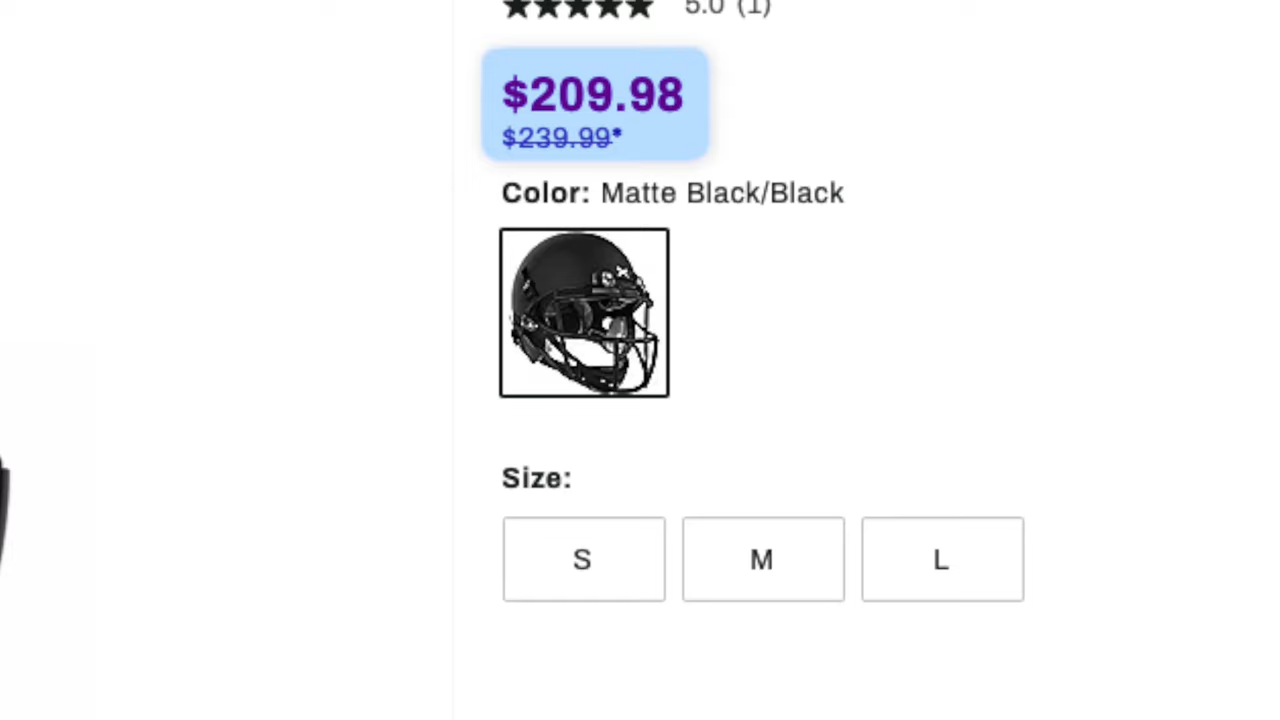 ★★★★★ 5.0 (1)
$209.98
$239.99*
Color: Matte Black/Black
Size:
S M L